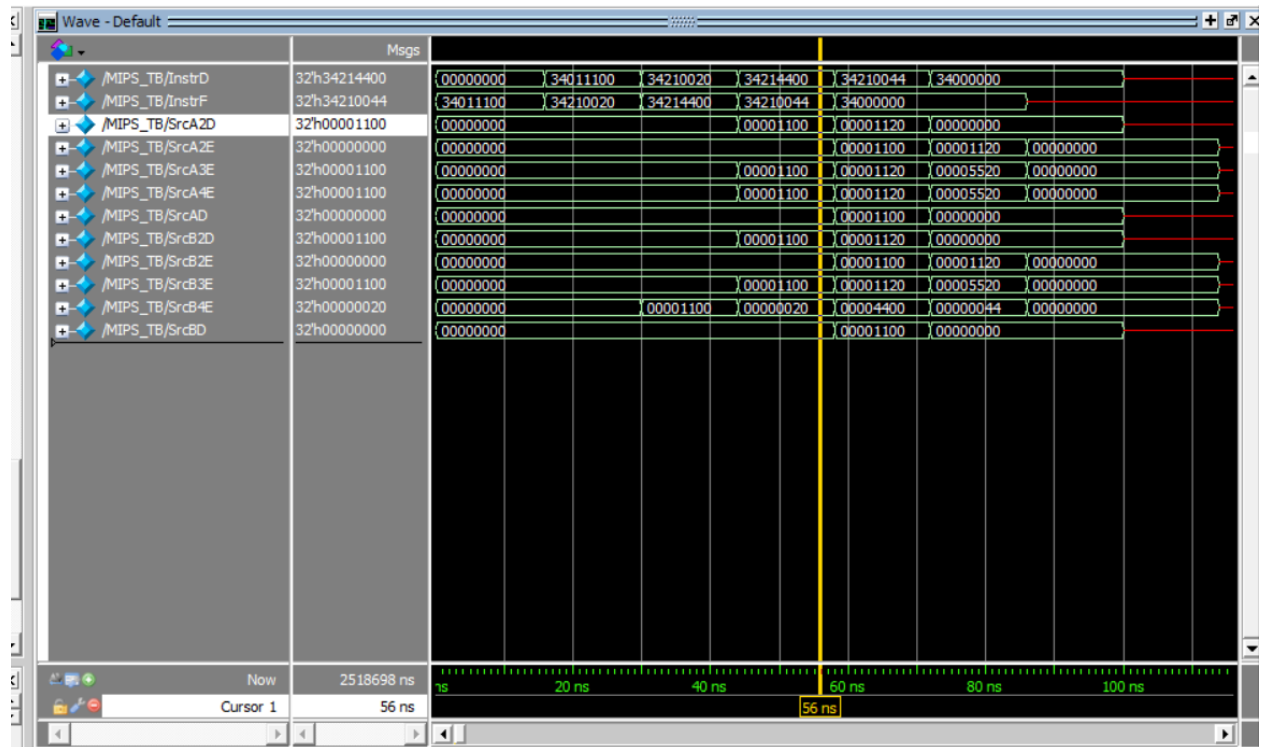 Wave - Default
Msgs
/MIPS_TB/InstrD 32'h34214400 00000000 34011100 34210020 34214400 34210044 34000000
/MIPS_TB/InstrF 32'h34210044 34011100 34210020 34214400 34210044 34000000
/MIPS_TB/SrcA2D 32'h00001100 00000000 00001100 00001120 00000000
/MIPS_TB/SrcA2E 32'h00000000 00000000 00001100 00001120 00000000
/MIPS_TB/SrcA3E 32'h00001100 00000000 00001100 00001120 00005520 00000000
/MIPS_TB/SrcA4E 32'h00001100 00000000 00001100 00001120 00005520 00000000
/MIPS_TB/SrcAD 32'h00000000 00000000 00001100 00000000
/MIPS_TB/SrcB2D 32'h00001100 00000000 00001100 00001120 00000000
/MIPS_TB/SrcB2E 32'h00000000 00000000 00001100 00001120 00000000
/MIPS_TB/SrcB3E 32'h00001100 00000000 00001100 00001120 00005520 00000000
/MIPS_TB/SrcB4E 32'h00000020 00000000 00001100 00000020 00004400 00000044 00000000
/MIPS_TB/SrcBD 32'h00000000 00000000 00001100 00000000
Now 2518698 ns ns 20 ns 40 ns 60 ns 80 ns 100 ns
Cursor 1 56 ns 56 ns